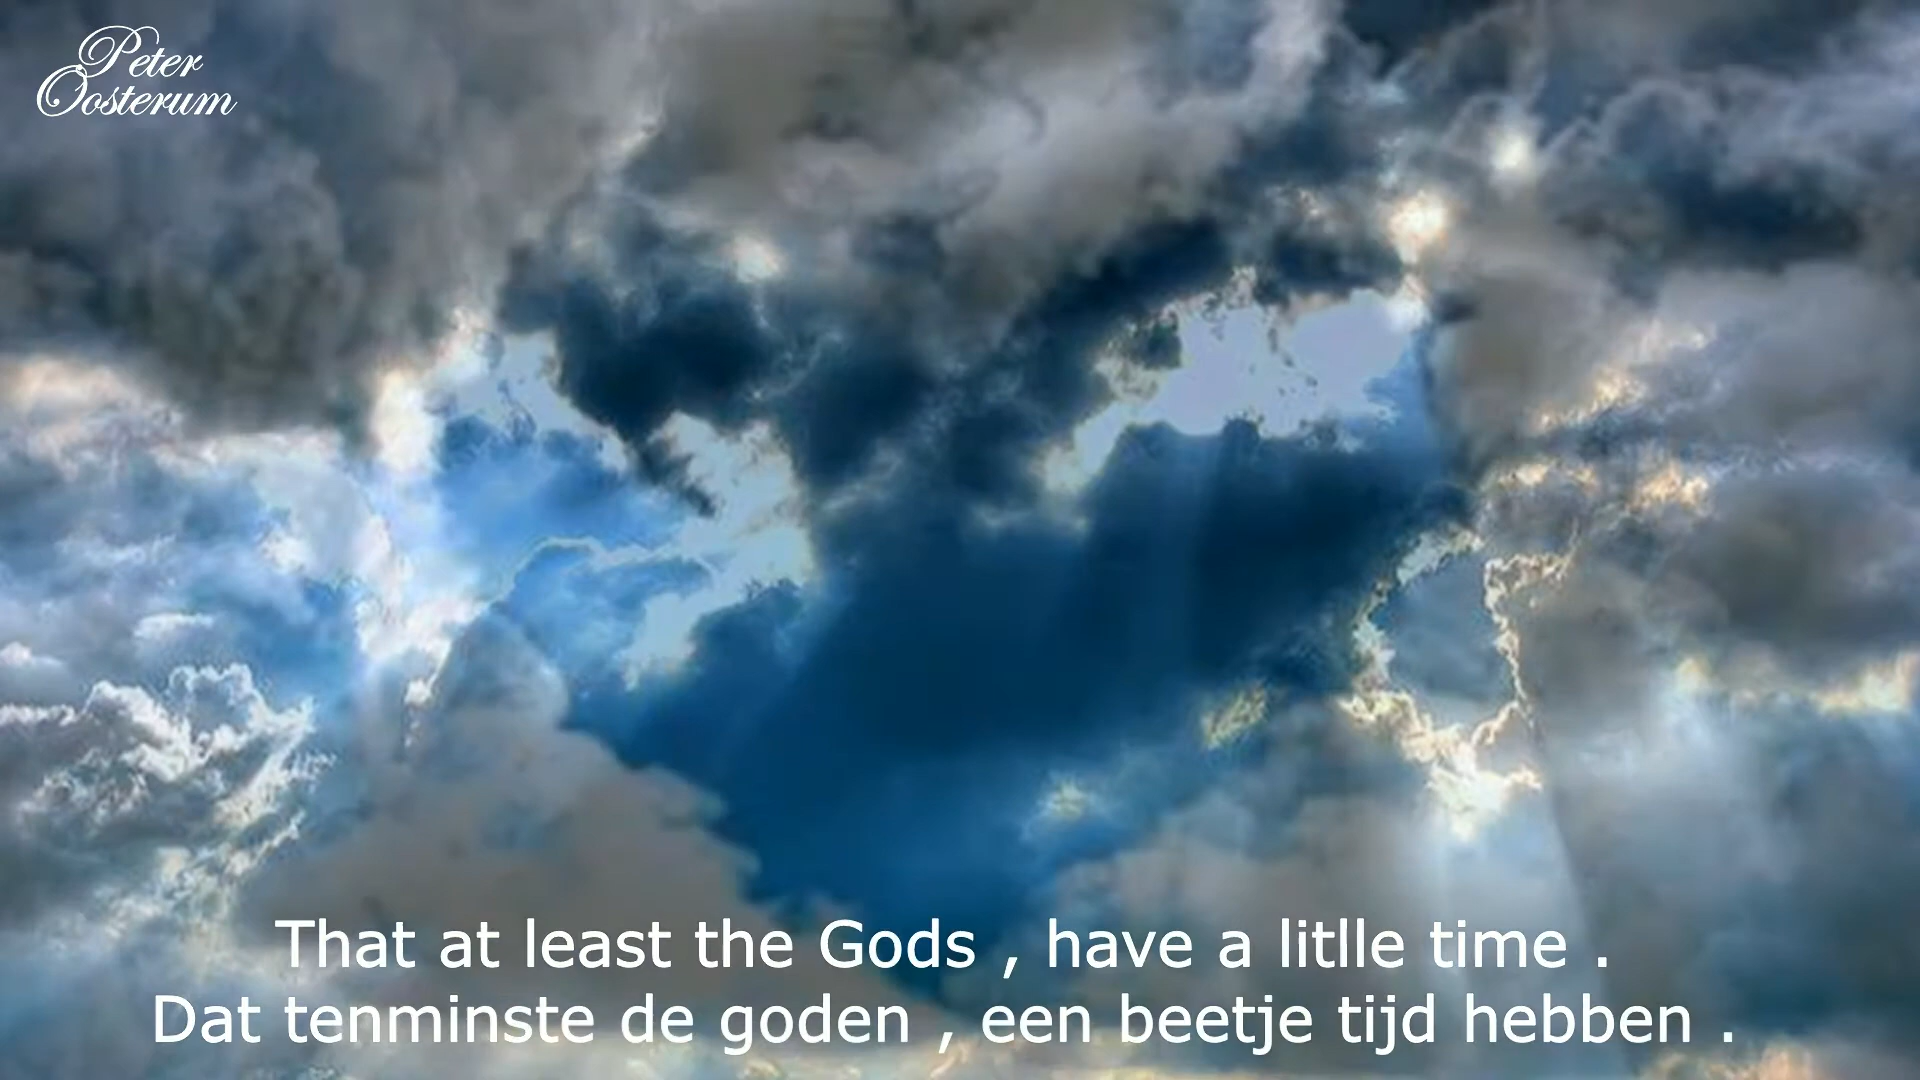 Peter
Oosterum
That at least the Gods , have a litlle time .
Dat tenminste de goden , een beetje tijd hebben .